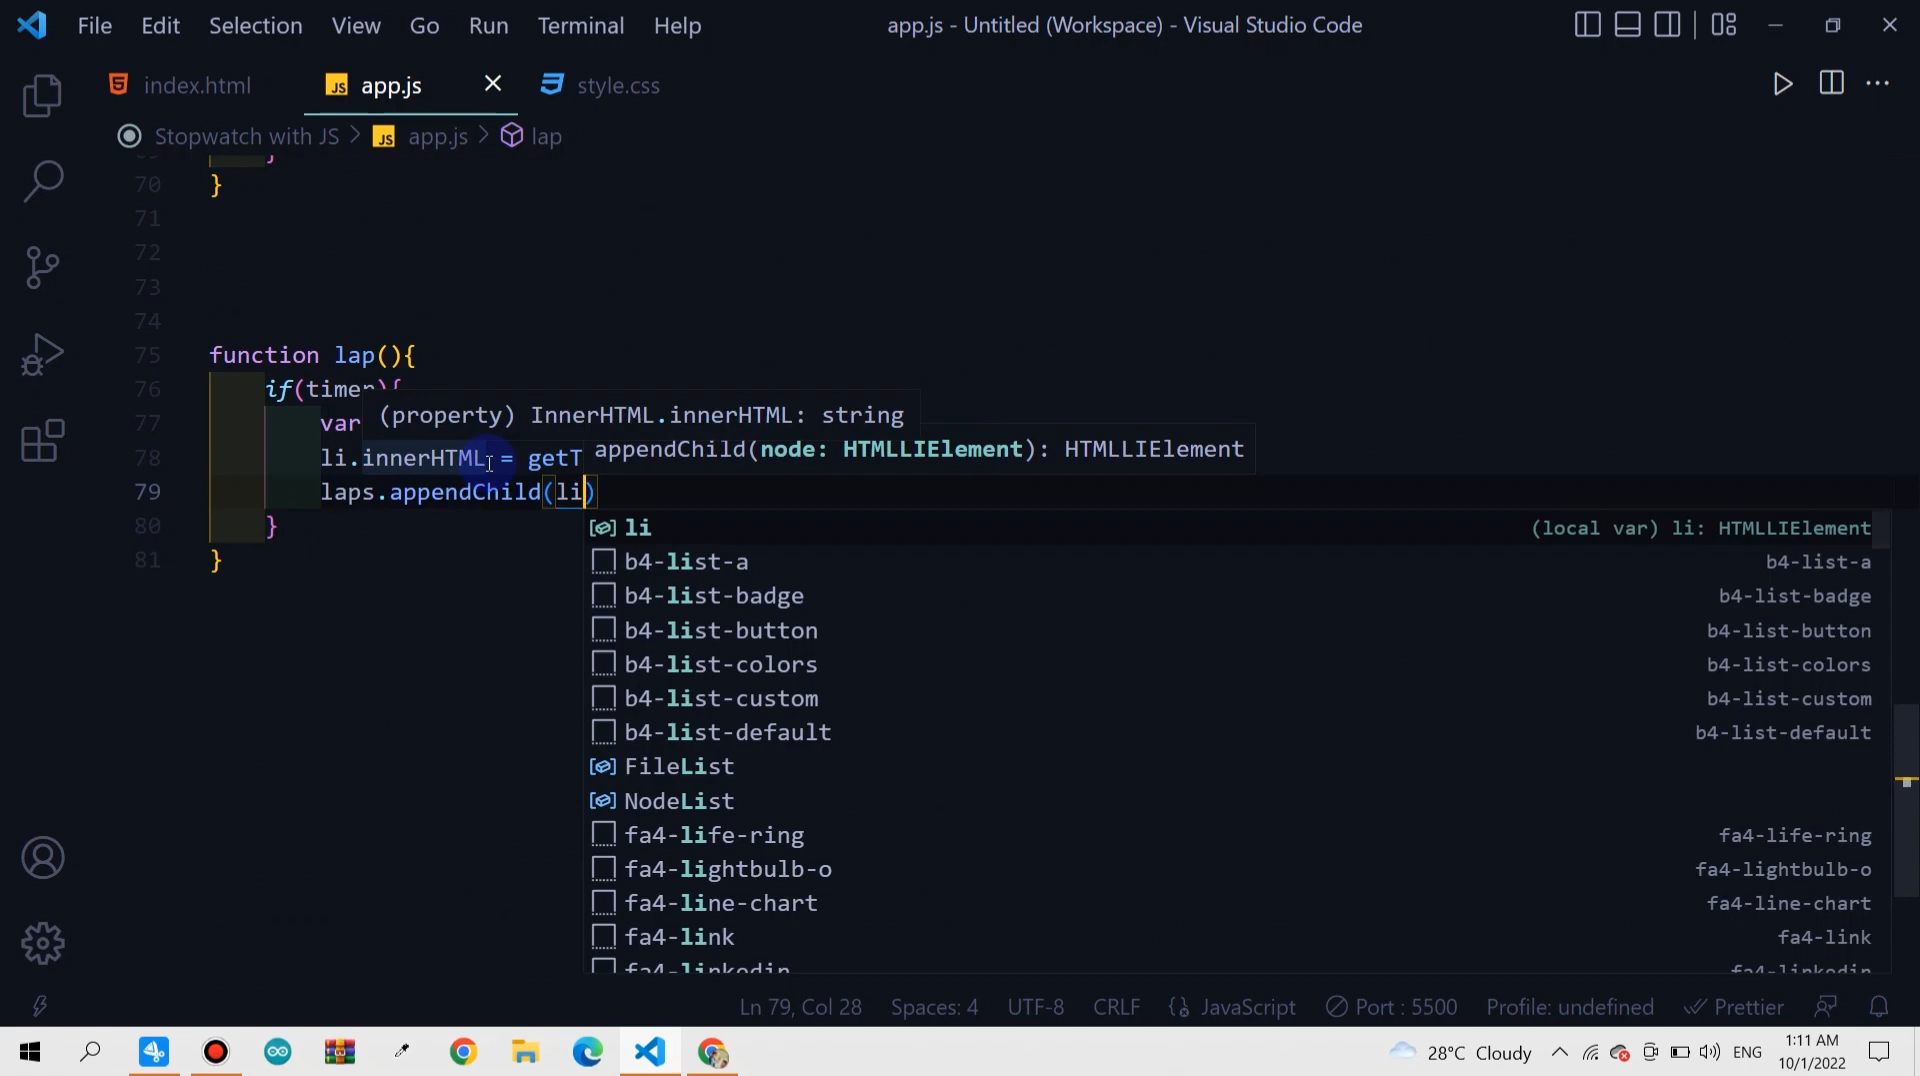 File Edit Selection View Go Run Terminal Help app.js - Untitled (Workspace) - Visual Studio Code
index.html JS app.js style.css
Stopwatch with JS > JS app.js > lap
70 }
71
72
73
74
75 function lap(){
76 if(timer){
77 var
(property) InnerHTML.innerHTML: string
78 li.innerHTML = getT
appendChild(node: HTMLLIElement): HTMLLIElement
79 laps.appendChild(li)
80 }
81 }
li (local var) li: HTMLLIElement
b4-list-a b4-list-a
b4-list-badge b4-list-badge
b4-list-button b4-list-button
b4-list-colors b4-list-colors
b4-list-custom b4-list-custom
b4-list-default b4-list-default
FileList
NodeList
fa4-life-ring fa4-life-ring
fa4-lightbulb-o fa4-lightbulb-o
fa4-line-chart fa4-line-chart
fa4-link fa4-link
fa4-linkedin fa4-linkedin
Ln 79, Col 28 Spaces: 4 UTF-8 CRLF {} JavaScript Port : 5500 Profile: undefined Prettier
28°C Cloudy ENG 1:11 AM
10/1/2022